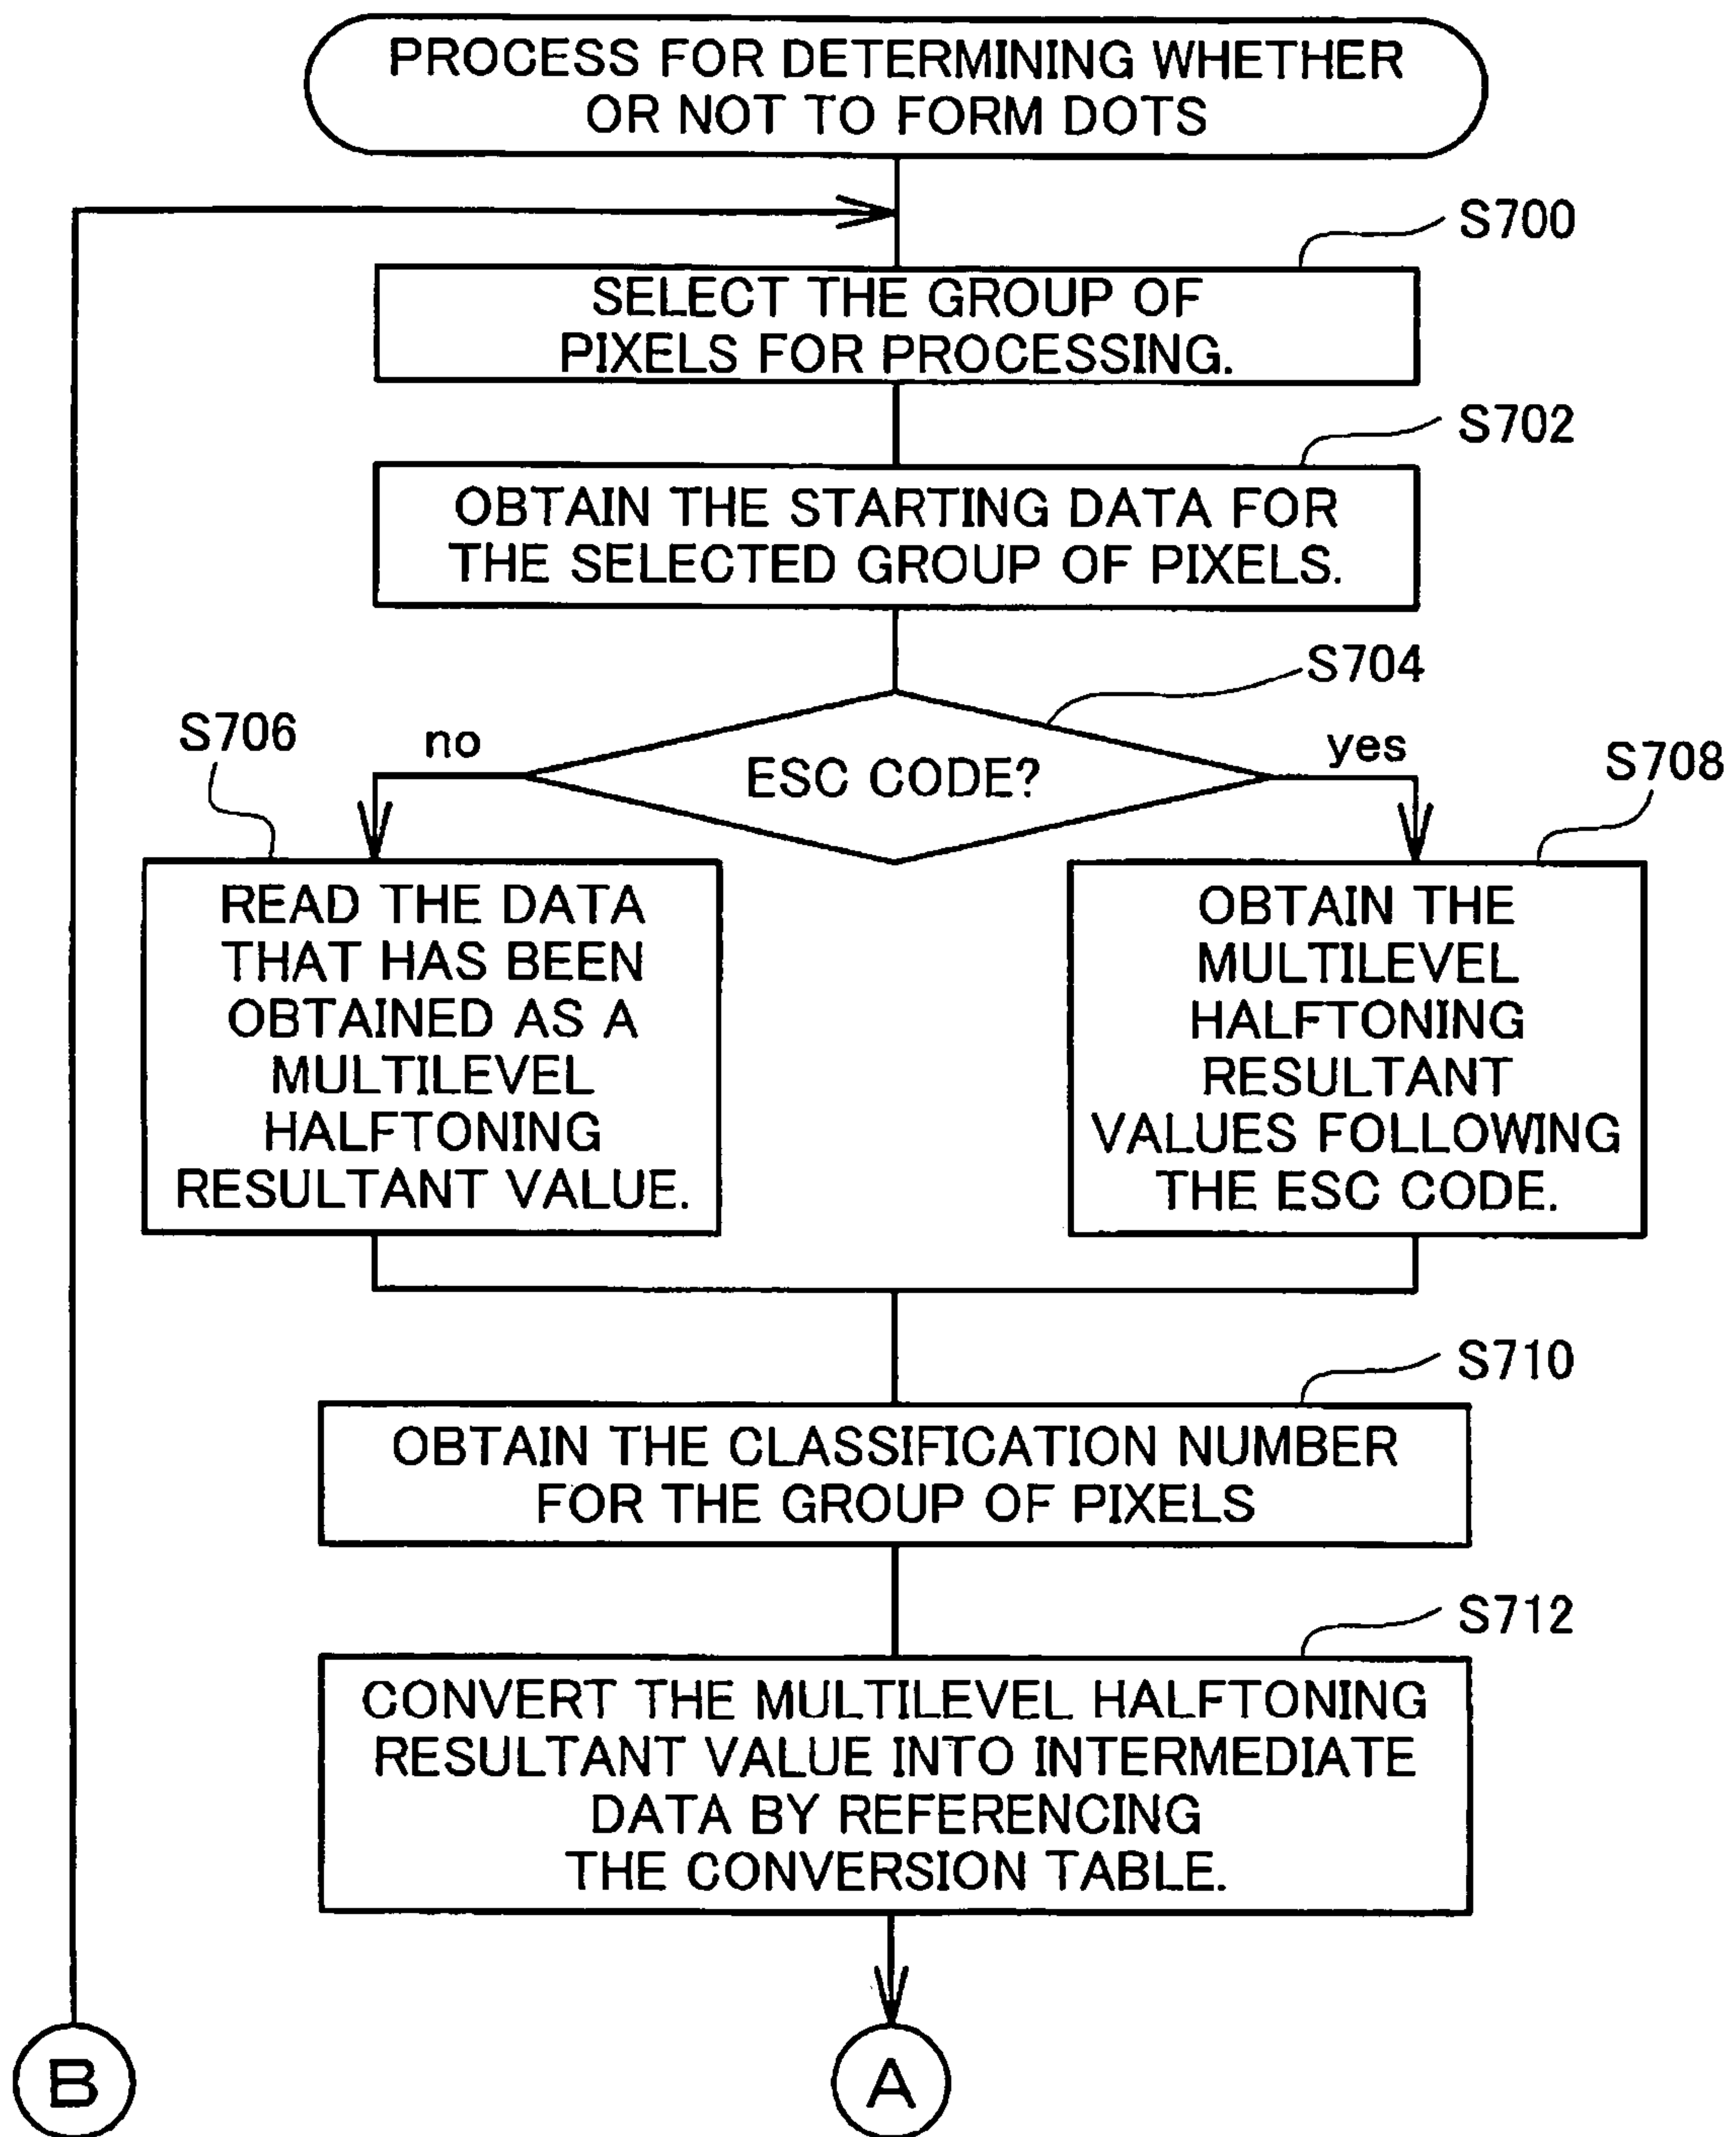 PROCESS FOR DETERMINING WHETHER
OR NOT TO FORM DOTS
S700
SELECT THE GROUP OF
PIXELS FOR PROCESSING.
S702
OBTAIN THE STARTING DATA FOR
THE SELECTED GROUP OF PIXELS.
S704
ESC CODE?
no
yes
S706
READ THE DATA
THAT HAS BEEN
OBTAINED AS A
MULTILEVEL
HALFTONING
RESULTANT VALUE.
S708
OBTAIN THE
MULTILEVEL
HALFTONING
RESULTANT
VALUES FOLLOWING
THE ESC CODE.
S710
OBTAIN THE CLASSIFICATION NUMBER
FOR THE GROUP OF PIXELS
S712
CONVERT THE MULTILEVEL HALFTONING
RESULTANT VALUE INTO INTERMEDIATE
DATA BY REFERENCING
THE CONVERSION TABLE.
B
A